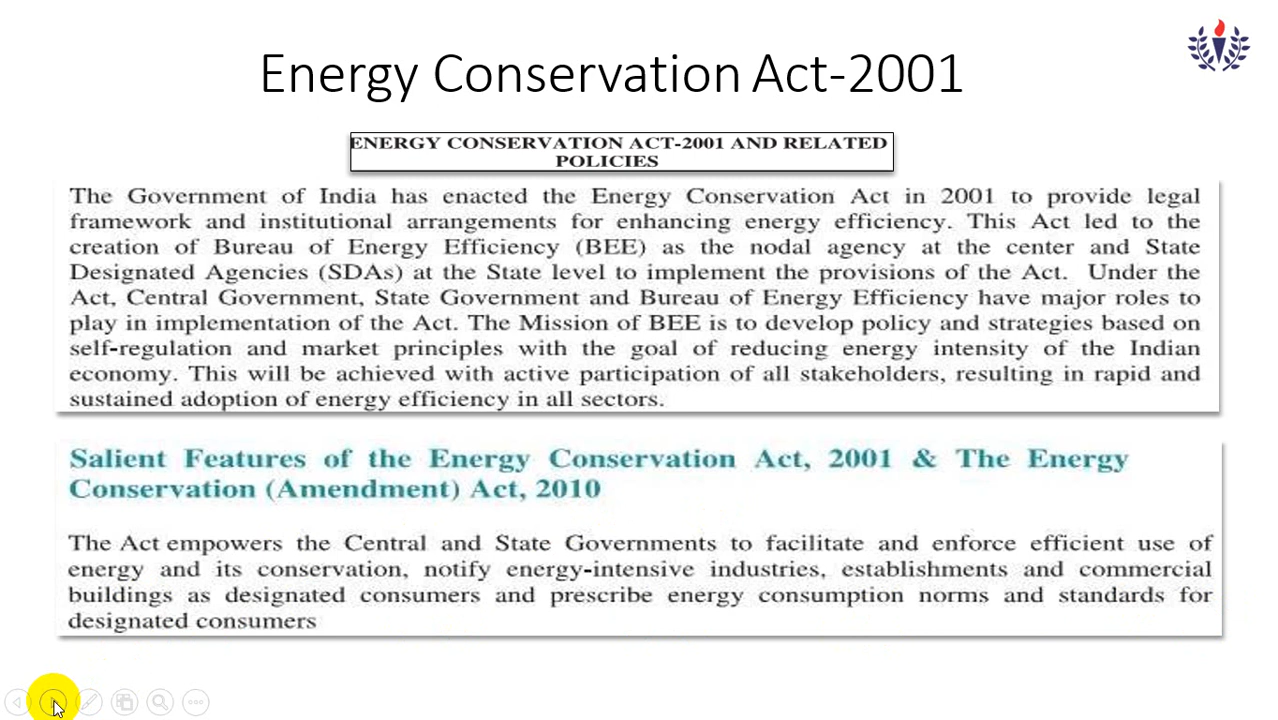 Energy Conservation Act-2001
ENERGY CONSERVATION ACT-2001 AND RELATED
POLICIES
The Government of India has enacted the Energy Conservation Act in 2001 to provide legal
framework and institutional arrangements for enhancing energy efficiency. This Act led to the
creation of Bureau of Energy Efficiency (BEE) as the nodal agency at the center and State
Designated Agencies (SDAs) at the State level to implement the provisions of the Act. Under the
Act, Central Government, State Government and Bureau of Energy Efficiency have major roles to
play in implementation of the Act. The Mission of BEE is to develop policy and strategies based on
self-regulation and market principles with the goal of reducing energy intensity of the Indian
economy. This will be achieved with active participation of all stakeholders, resulting in rapid and
sustained adoption of energy efficiency in all sectors.
Salient Features of the Energy Conservation Act, 2001 & The Energy
Conservation (Amendment) Act, 2010
The Act empowers the Central and State Governments to facilitate and enforce efficient use of
energy and its conservation, notify energy-intensive industries, establishments and commercial
buildings as designated consumers and prescribe energy consumption norms and standards for
designated consumers